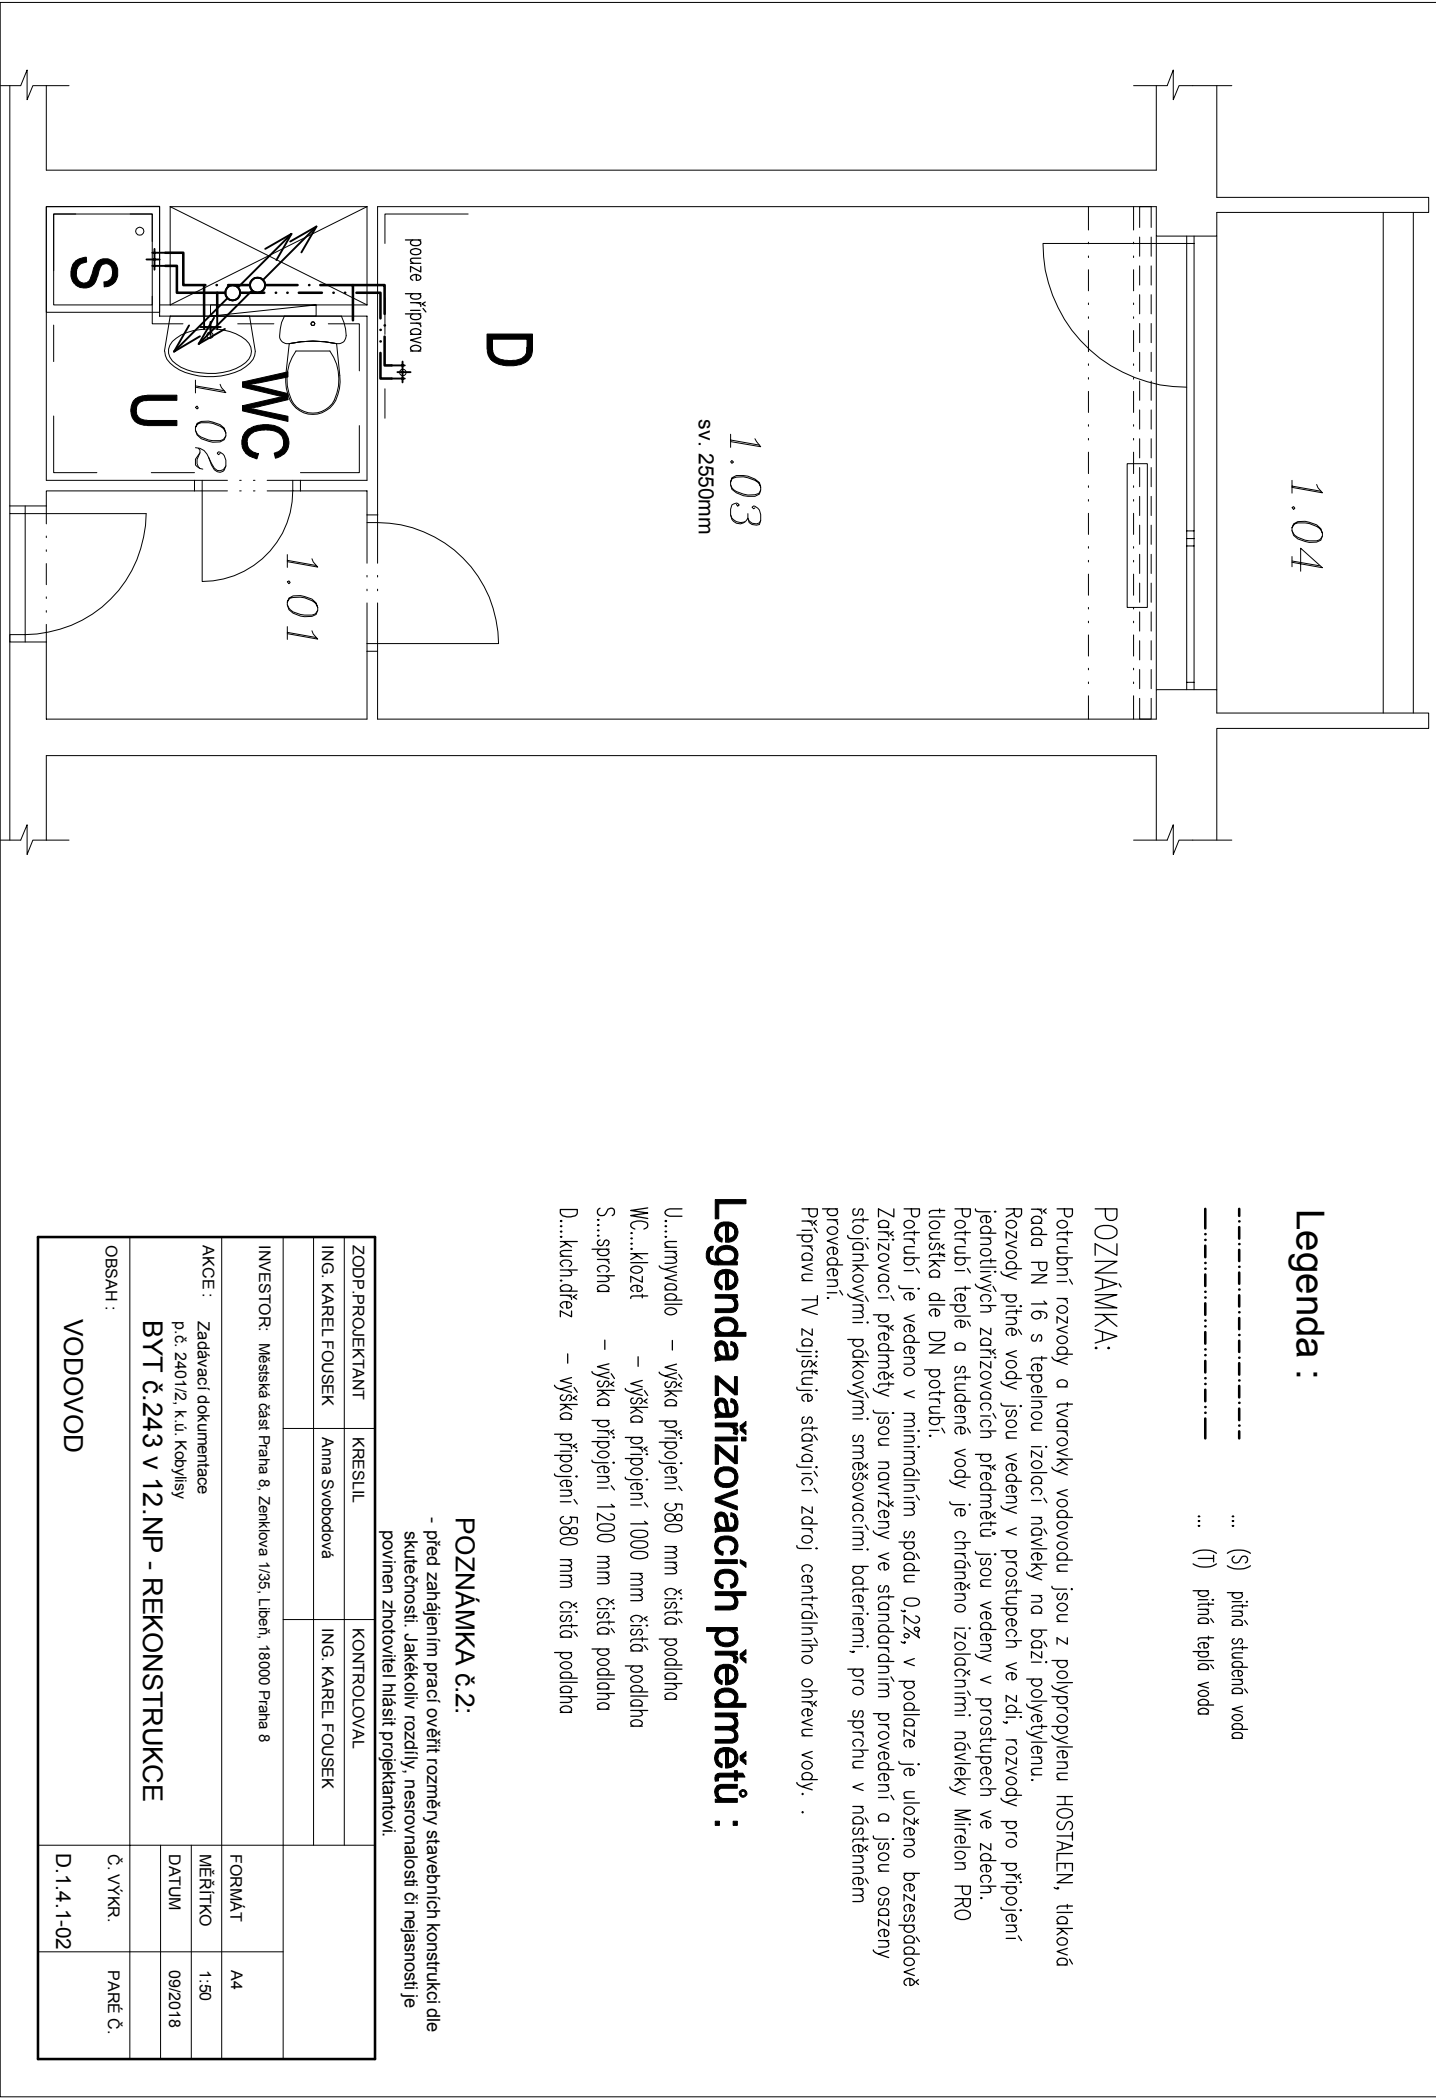 1.04
1.03
sv. 2550mm
D
pouze příprava
1.01
WC
1.02
U
S
Legenda :
... (S) pitná studená voda
... (T) pitná teplá voda
POZNÁMKA:
Potrubní rozvody a tvarovky vodovodu jsou z polypropylenu HOSTALEN, tlaková
řada PN 16 s tepelnou izolací návleky na bázi polyetylenu.
Rozvody pitné vody jsou vedeny v prostupech ve zdi, rozvody pro připojení
jednotlivých zařizovacích předmětů jsou vedeny v prostupech ve zdech.
Potrubí teplé a studené vody je chráněno izolačními návleky Mirelon PRO
tloušťka dle DN potrubí.
Potrubí je vedeno v minimálním spádu 0,2%, v podlaze je uloženo bezespádově
Zařizovací předměty jsou navrženy ve standardním provedení a jsou osazeny
stojánkovými pákovými směšovacími bateriemi, pro sprchu v nástěnném
provedení.
Přípravu TV zajišťuje stávající zdroj centrálního ohřevu vody. .
Legenda zařizovacích předmětů :
U....umyvadlo – výška připojení 580 mm čistá podlaha
WC....klozet – výška připojení 1000 mm čistá podlaha
S....sprcha – výška připojení 1200 mm čistá podlaha
D....kuch.dřez – výška připojení 580 mm čistá podlaha
POZNÁMKA č.2:
- před zahájením prací ověřit rozměry stavebních konstrukci dle
skutečnosti. Jakékoliv rozdíly, nesrovnalosti či nejasnosti je
povinen zhotovitel hlásit projektantovi.
ZODP.PROJEKTANT KRESLIL KONTROLOVAL
ING. KAREL FOUSEK Anna Svobodová ING. KAREL FOUSEK
INVESTOR: Městská část Praha 8, Zenklova 1/35, Libeň, 18000 Praha 8
FORMÁT A4
AKCE : Zadávací dokumentace
p.č. 2401/2, k.ú. Kobylisy
BYT č.243 v 12.NP - REKONSTRUKCE
MĚŘÍTKO 1:50
DATUM 09/2018
OBSAH :
VODOVOD
Č. VÝKR. PARÉ Č.
D.1.4.1-02